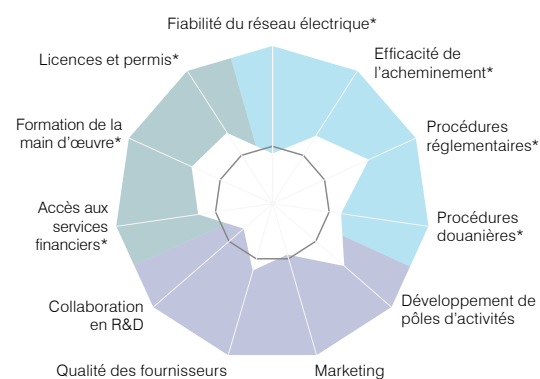 Fiabilité du réseau électrique*
Efficacité de
l'acheminement*
Procédures
réglementaires*
Procédures
douanières*
Développement de
pôles d'activités
Marketing
Qualité des fournisseurs
Collaboration
en R&D
Accès aux
services
financiers*
Formation de la
main d'œuvre*
Licences et permis*